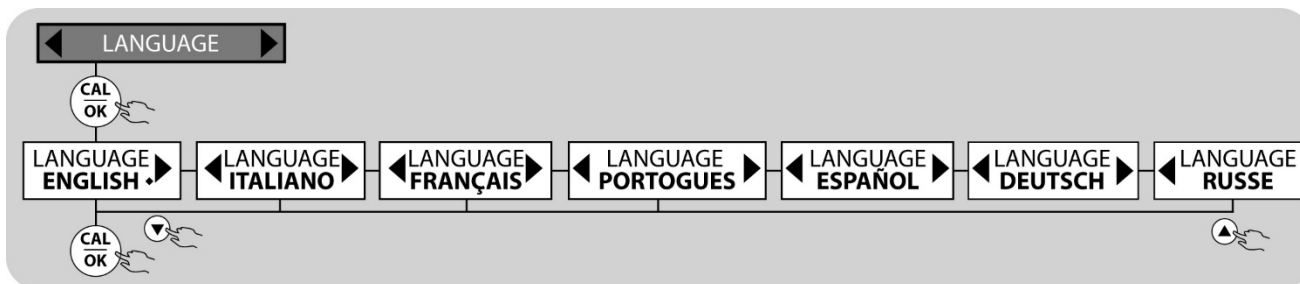 LANGUAGE
CAL
OK
LANGUAGE
ENGLISH
LANGUAGE
ITALIANO
LANGUAGE
FRANÇAIS
LANGUAGE
PORTOGUES
LANGUAGE
ESPAÑOL
LANGUAGE
DEUTSCH
LANGUAGE
RUSSE
CAL
OK